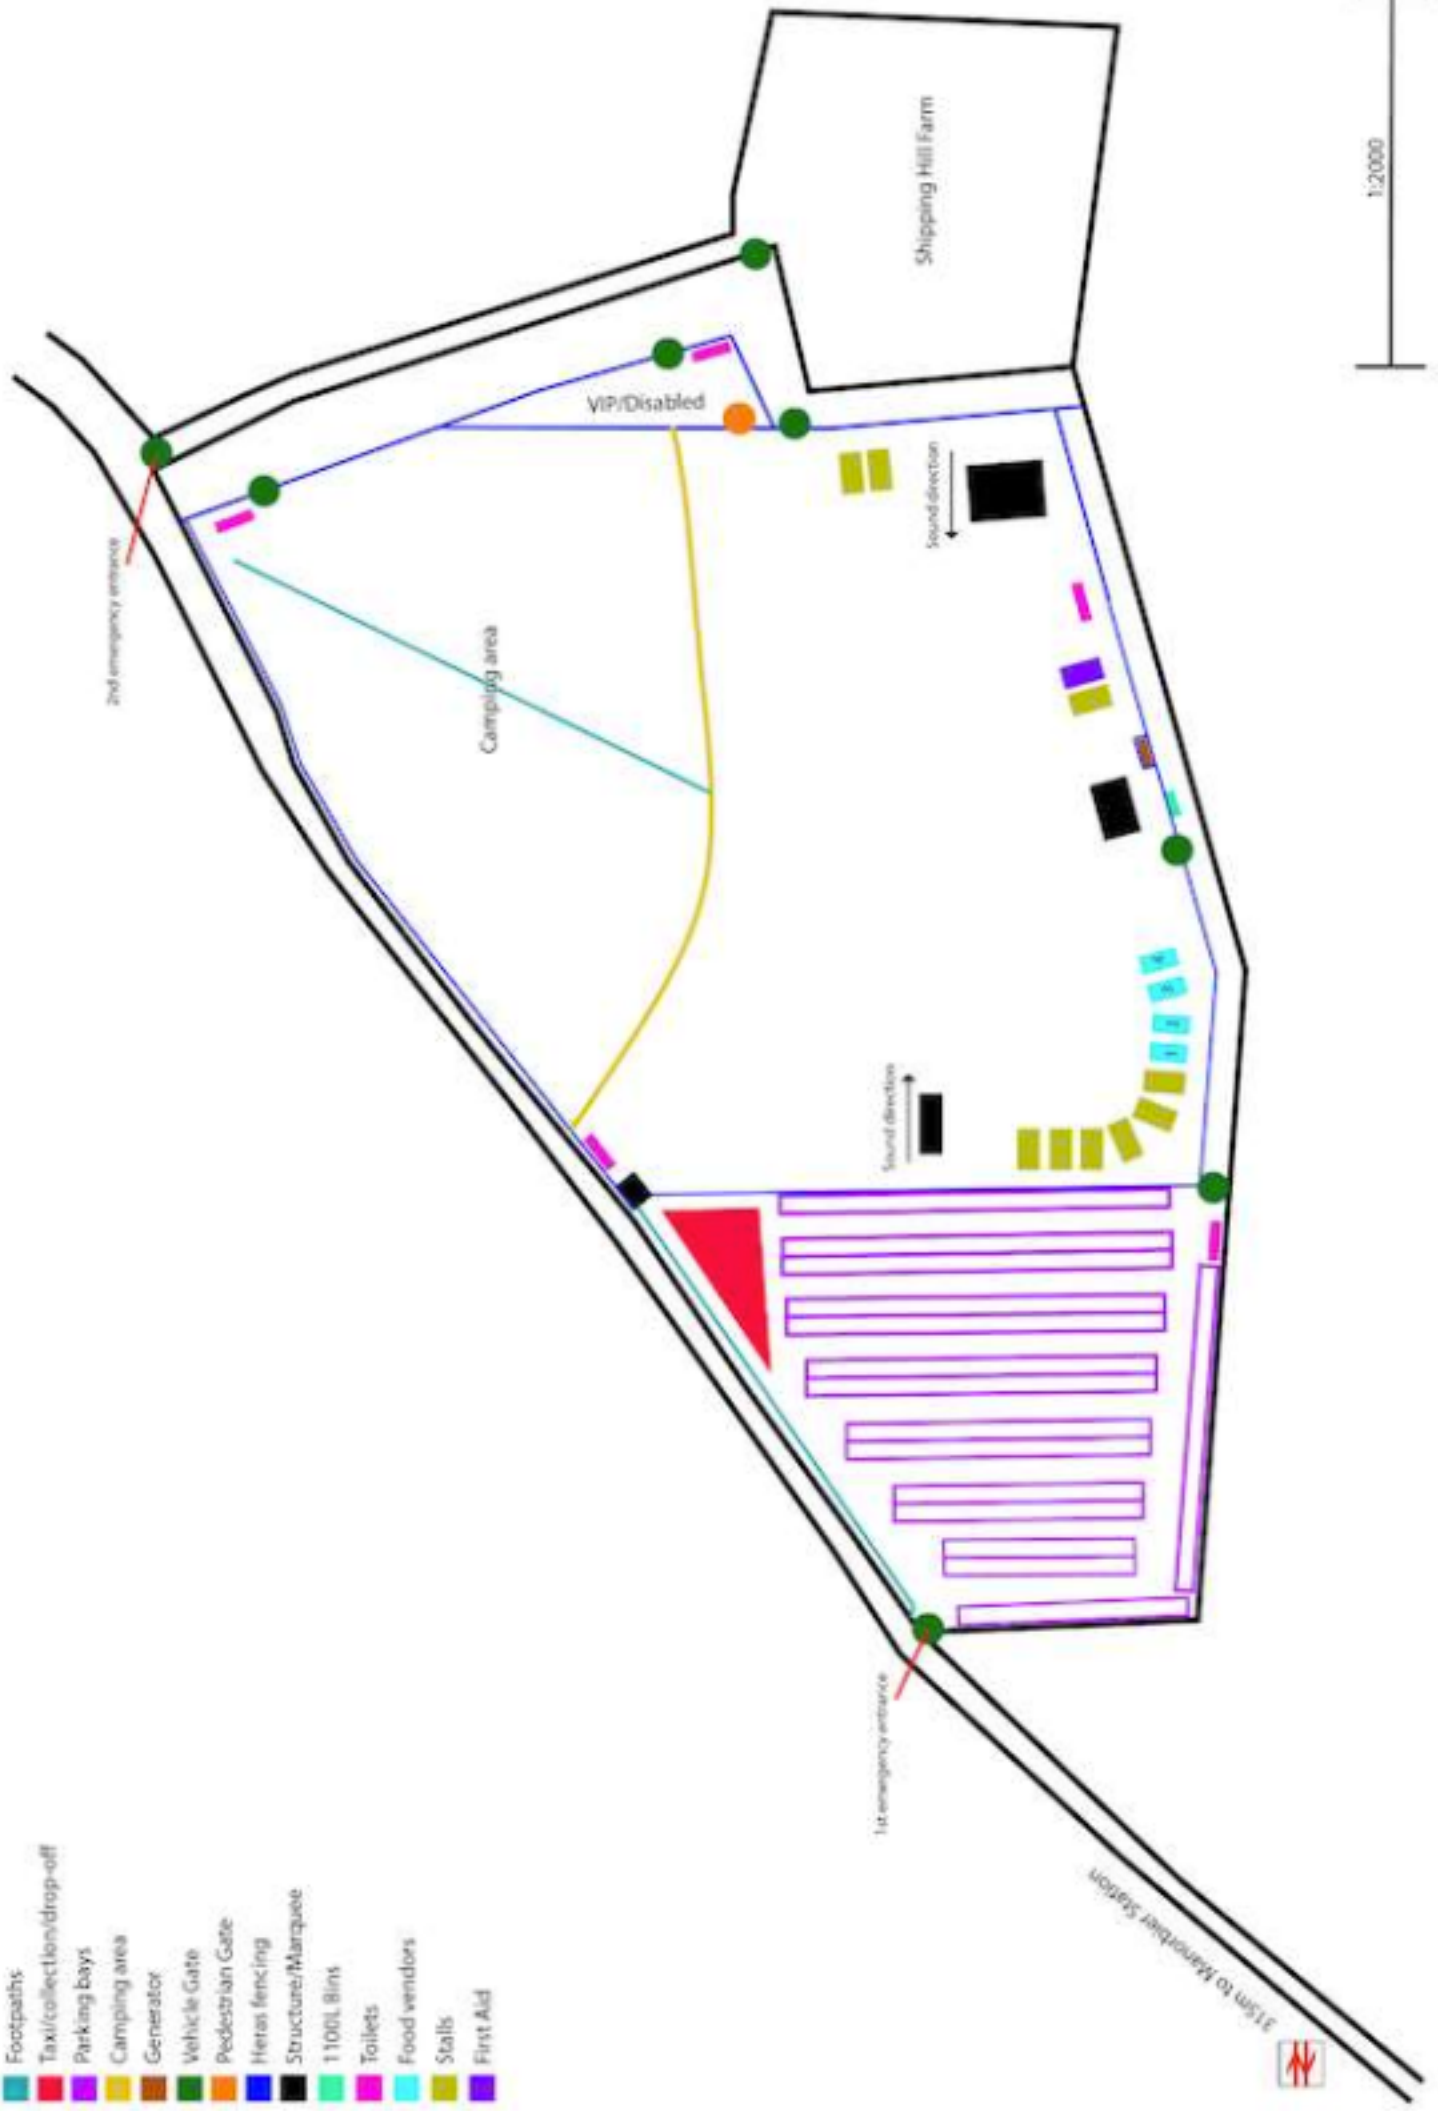 Footpaths
Taxi/collection/drop-off
Parking bays
Camping area
Generator
Vehicle Gate
Pedestrian Gate
Heras fencing
Structure/Marquee
1100L Bins
Toilets
Food vendors
Stalls
First Aid
2nd emergency entrance
Camping area
VIP/Disabled
Shipping Hill Farm
Sound direction
Sound direction
1st emergency entrance
315m to Manorbier Station
1:2000